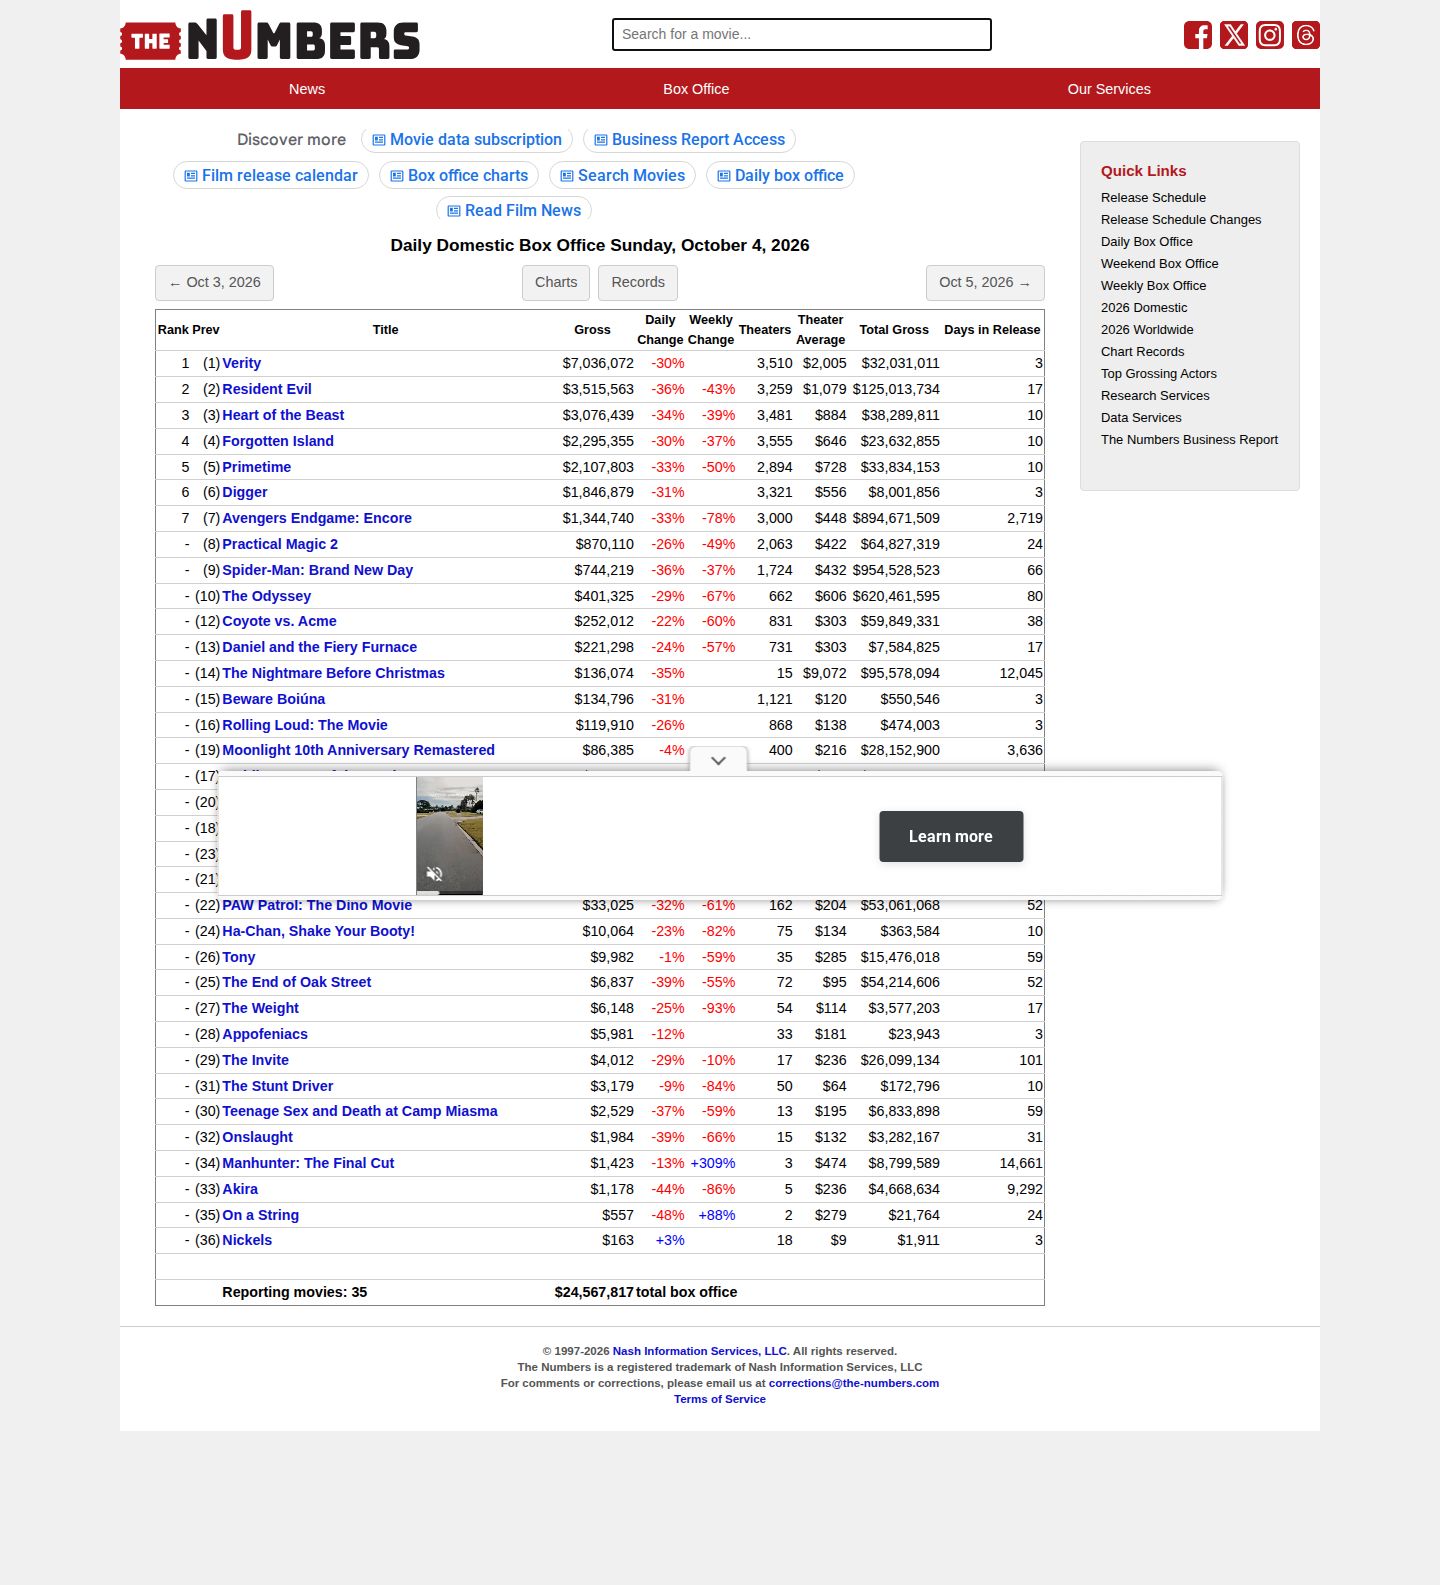 THE NUMBERS
Search for a movie...
News Box Office Our Services
Discover more Movie data subscription Business Report Access
Film release calendar Box office charts Search Movies Daily box office
Read Film News
Quick Links
Release Schedule
Release Schedule Changes
Daily Box Office
Weekend Box Office
Weekly Box Office
2026 Domestic
2026 Worldwide
Chart Records
Top Grossing Actors
Research Services
Data Services
The Numbers Business Report
Daily Domestic Box Office Sunday, October 4, 2026
← Oct 3, 2026 Charts Records Oct 5, 2026 →
Rank Prev Title Gross Daily Change Weekly Change Theaters Theater Average Total Gross Days in Release
1 (1) Verity $7,036,072 -30% 3,510 $2,005 $32,031,011 3
2 (2) Resident Evil $3,515,563 -36% -43% 3,259 $1,079 $125,013,734 17
3 (3) Heart of the Beast $3,076,439 -34% -39% 3,481 $884 $38,289,811 10
4 (4) Forgotten Island $2,295,355 -30% -37% 3,555 $646 $23,632,855 10
5 (5) Primetime $2,107,803 -33% -50% 2,894 $728 $33,834,153 10
6 (6) Digger $1,846,879 -31% 3,321 $556 $8,001,856 3
7 (7) Avengers Endgame: Encore $1,344,740 -33% -78% 3,000 $448 $894,671,509 2,719
- (8) Practical Magic 2 $870,110 -26% -49% 2,063 $422 $64,827,319 24
- (9) Spider-Man: Brand New Day $744,219 -36% -37% 1,724 $432 $954,528,523 66
- (10) The Odyssey $401,325 -29% -67% 662 $606 $620,461,595 80
- (12) Coyote vs. Acme $252,012 -22% -60% 831 $303 $59,849,331 38
- (13) Daniel and the Fiery Furnace $221,298 -24% -57% 731 $303 $7,584,825 17
- (14) The Nightmare Before Christmas $136,074 -35% 15 $9,072 $95,578,094 12,045
- (15) Beware Boiúna $134,796 -31% 1,121 $120 $550,546 3
- (16) Rolling Loud: The Movie $119,910 -26% 868 $138 $474,003 3
- (19) Moonlight 10th Anniversary Remastered $86,385 -4% 400 $216 $28,152,900 3,636
- (17)
- (20)
- (18)
- (23)
- (21)
Learn more
- (22) PAW Patrol: The Dino Movie $33,025 -32% -61% 162 $204 $53,061,068 52
- (24) Ha-Chan, Shake Your Booty! $10,064 -23% -82% 75 $134 $363,584 10
- (26) Tony $9,982 -1% -59% 35 $285 $15,476,018 59
- (25) The End of Oak Street $6,837 -39% -55% 72 $95 $54,214,606 52
- (27) The Weight $6,148 -25% -93% 54 $114 $3,577,203 17
- (28) Appofeniacs $5,981 -12% 33 $181 $23,943 3
- (29) The Invite $4,012 -29% -10% 17 $236 $26,099,134 101
- (31) The Stunt Driver $3,179 -9% -84% 50 $64 $172,796 10
- (30) Teenage Sex and Death at Camp Miasma $2,529 -37% -59% 13 $195 $6,833,898 59
- (32) Onslaught $1,984 -39% -66% 15 $132 $3,282,167 31
- (34) Manhunter: The Final Cut $1,423 -13% +309% 3 $474 $8,799,589 14,661
- (33) Akira $1,178 -44% -86% 5 $236 $4,668,634 9,292
- (35) On a String $557 -48% +88% 2 $279 $21,764 24
- (36) Nickels $163 +3% 18 $9 $1,911 3
Reporting movies: 35 $24,567,817 total box office
© 1997-2026 Nash Information Services, LLC. All rights reserved.
The Numbers is a registered trademark of Nash Information Services, LLC
For comments or corrections, please email us at corrections@the-numbers.com
Terms of Service